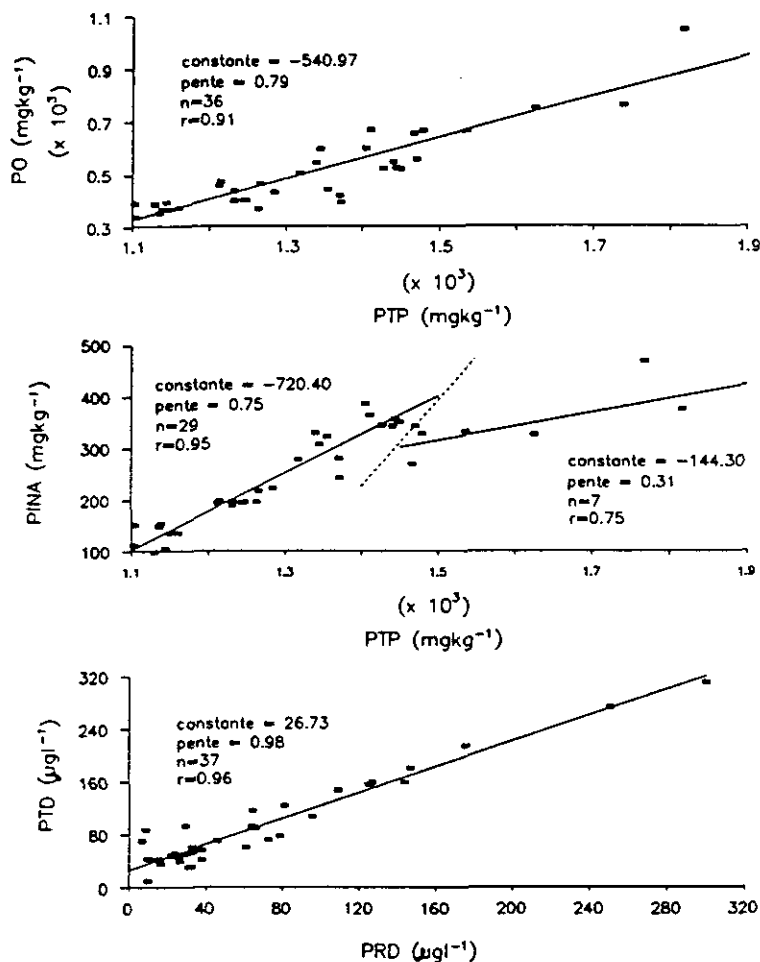 1.1
0.9
0.7
0.5
0.3
PO (mgkg⁻¹)
(x 10³)
constante = -540.97
pente = 0.79
n=36
r=0.91
1.1 1.3 1.5 1.7 1.9
(x 10³)
PTP (mgkg⁻¹)
500
400
300
200
100
PINA (mgkg⁻¹)
constante = -720.40
pente = 0.75
n=29
r=0.95
constante = -144.30
pente = 0.31
n=7
r=0.75
1.1 1.3 1.5 1.7 1.9
(x 10³)
PTP (mgkg⁻¹)
320
240
160
80
0
PTD (µgl⁻¹)
constante = 26.73
pente = 0.98
n=37
r=0.96
0 40 80 120 160 200 240 280 320
PRD (µgl⁻¹)